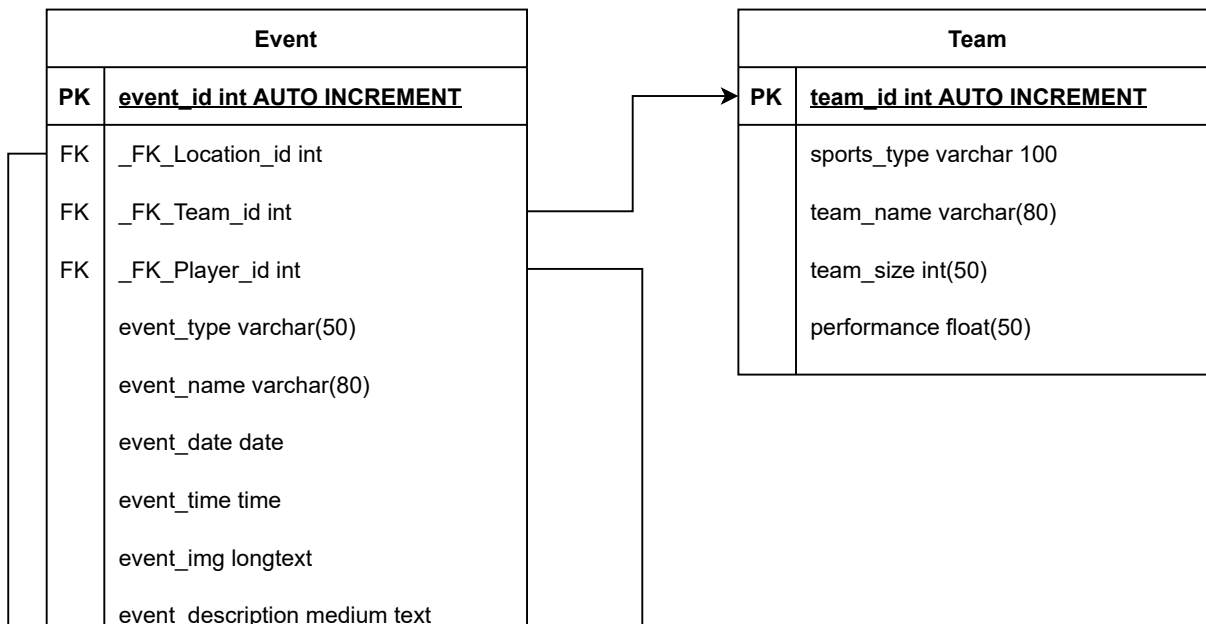 Event
PK event_id int AUTO INCREMENT
FK _FK_Location_id int
FK _FK_Team_id int
FK _FK_Player_id int
event_type varchar(50)
event_name varchar(80)
event_date date
event_time time
event_img longtext
event_description medium text
Team
PK team_id int AUTO INCREMENT
sports_type varchar 100
team_name varchar(80)
team_size int(50)
performance float(50)